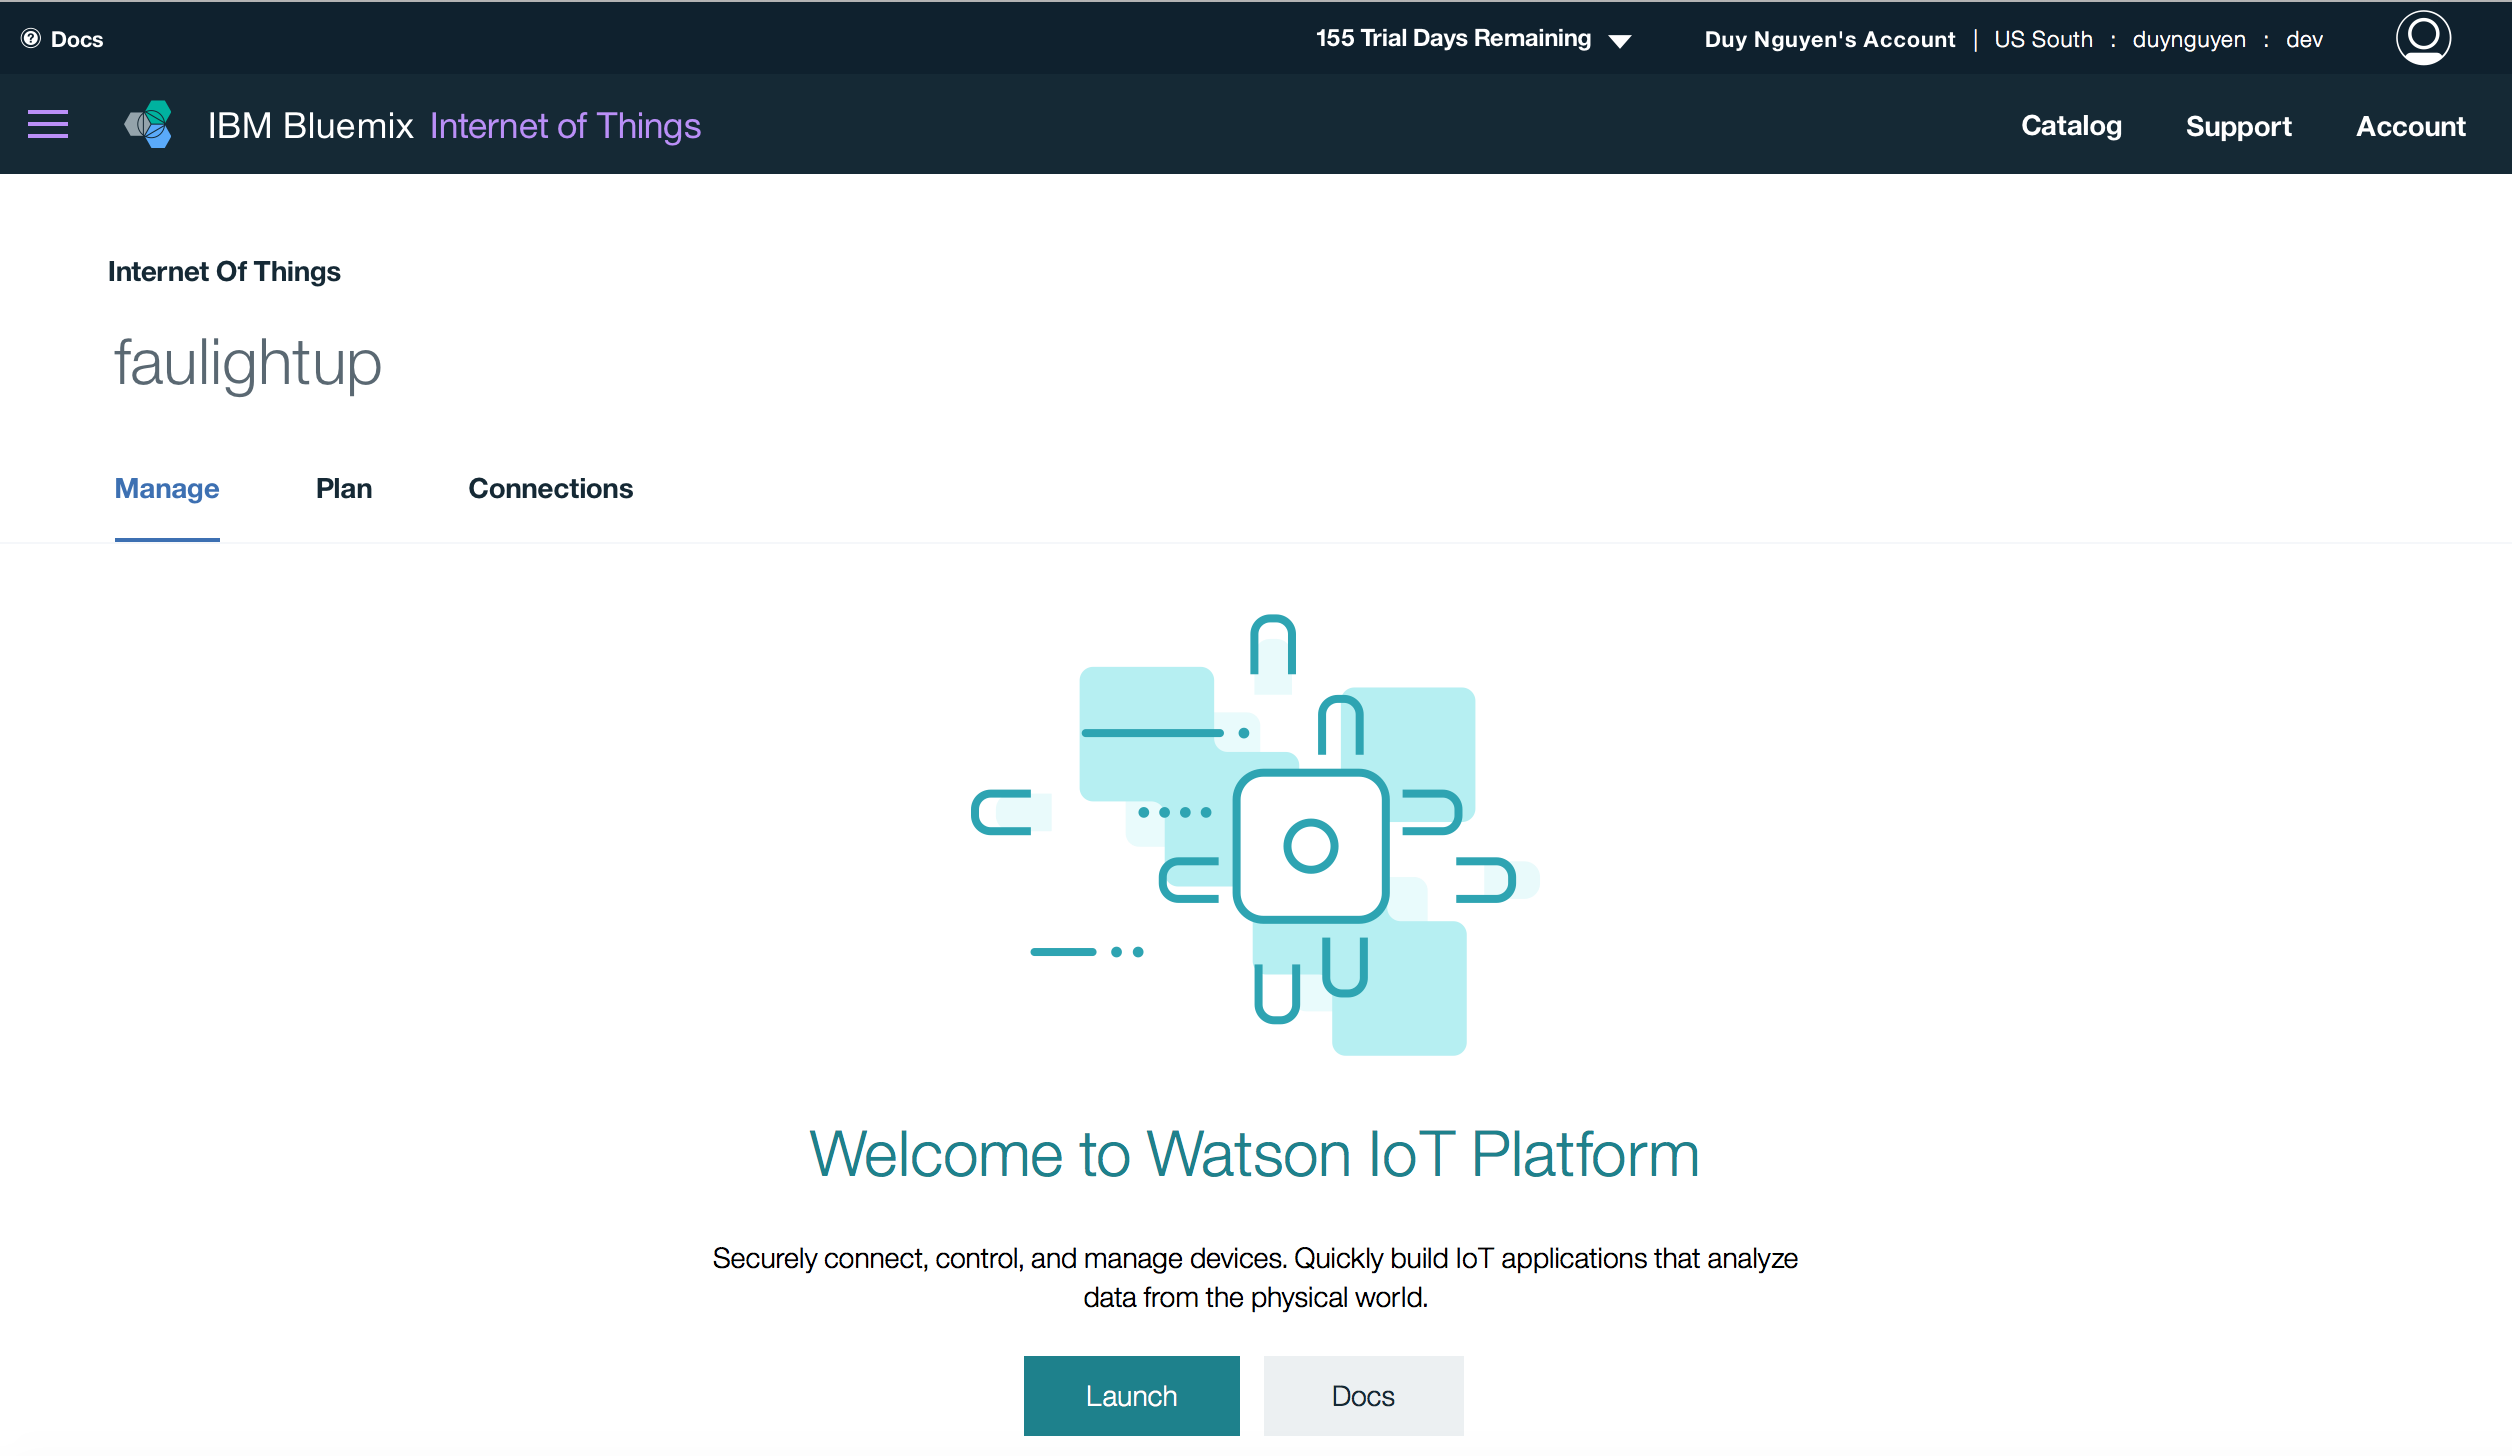 Docs
155 Trial Days Remaining
Duy Nguyen's Account | US South : duynguyen : dev
IBM Bluemix Internet of Things
Catalog
Support
Account
Internet Of Things
faulightup
Manage
Plan
Connections
Welcome to Watson IoT Platform
Securely connect, control, and manage devices. Quickly build IoT applications that analyze
data from the physical world.
Launch
Docs